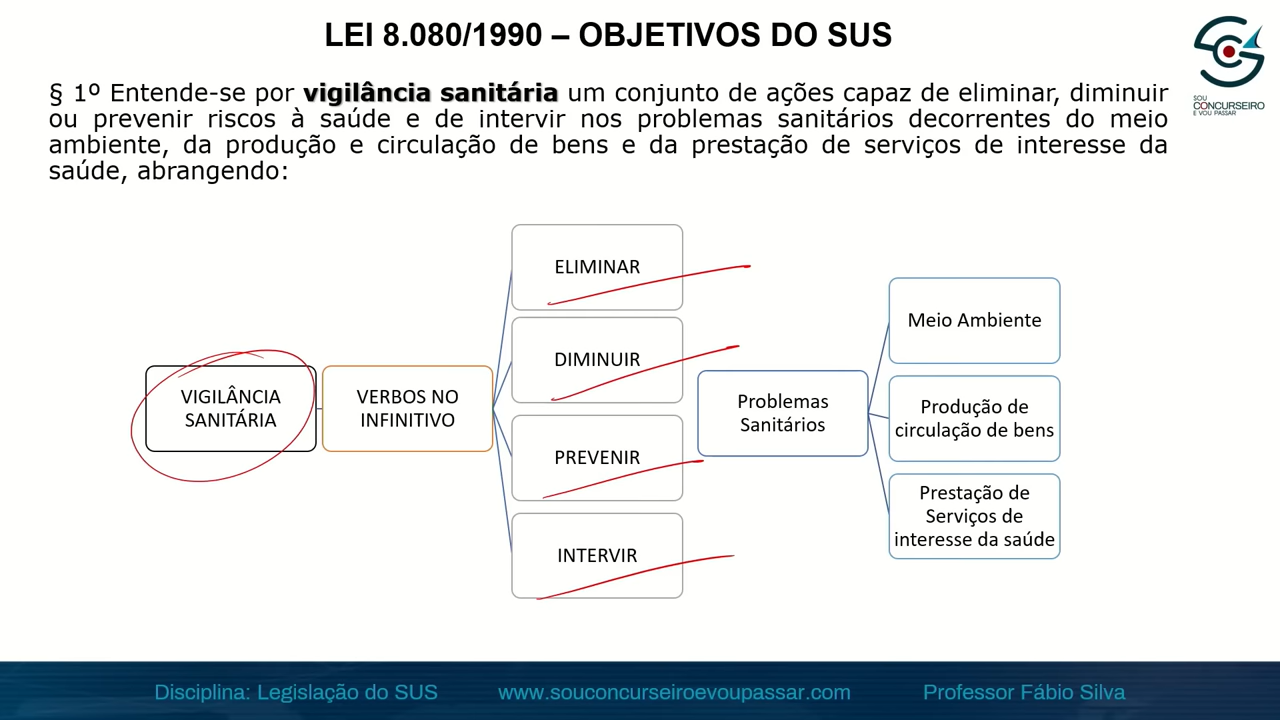 LEI 8.080/1990 – OBJETIVOS DO SUS
SOU
CONCURSEIRO
E VOU PASSAR
§ 1º Entende-se por vigilância sanitária um conjunto de ações capaz de eliminar, diminuir
ou prevenir riscos à saúde e de intervir nos problemas sanitários decorrentes do meio
ambiente, da produção e circulação de bens e da prestação de serviços de interesse da
saúde, abrangendo:
VIGILÂNCIA
SANITÁRIA
VERBOS NO
INFINITIVO
ELIMINAR
DIMINUIR
PREVENIR
INTERVIR
Problemas
Sanitários
Meio Ambiente
Produção de
circulação de bens
Prestação de
Serviços de
interesse da saúde
Disciplina: Legislação do SUS
www.souconcurseiroevoupassar.com
Professor Fábio Silva